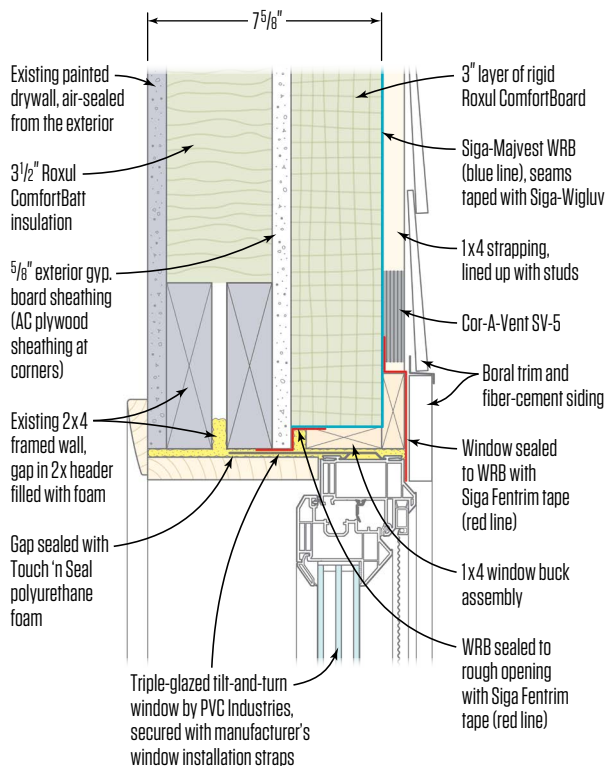 7 5/8"
Existing painted
drywall, air-sealed
from the exterior
3 1/2" Roxul
ComfortBatt
insulation
5/8" exterior gyp.
board sheathing
(AC plywood
sheathing at
corners)
Existing 2x4
framed wall,
gap in 2x header
filled with foam
Gap sealed with
Touch 'n Seal
polyurethane
foam
Triple-glazed tilt-and-turn
window by PVC Industries,
secured with manufacturer's
window installation straps
3" layer of rigid
Roxul ComfortBoard
Siga-Majvest WRB
(blue line), seams
taped with Siga-Wigluv
1x4 strapping,
lined up with studs
Cor-A-Vent SV-5
Boral trim and
fiber-cement siding
Window sealed
to WRB with
Siga Fentrim tape
(red line)
1x4 window buck
assembly
WRB sealed to
rough opening
with Siga Fentrim
tape (red line)